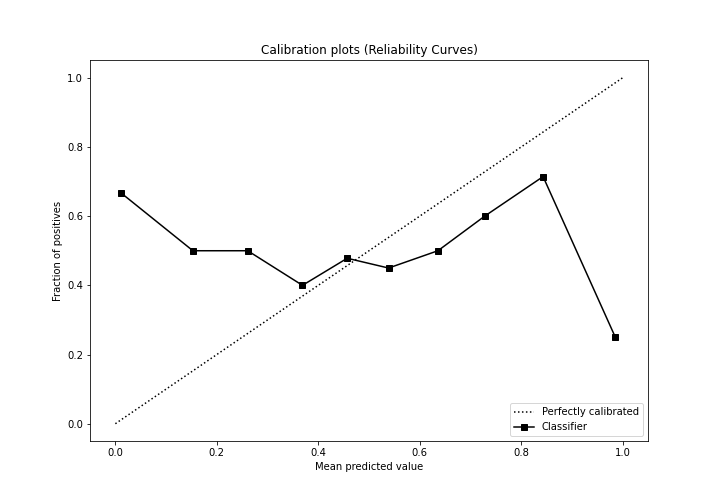 Calibration plots (Reliability Curves)
Fraction of positives
1.0
0.8
0.6
0.4
0.2
0.0
0.0 0.2 0.4 0.6 0.8 1.0
Mean predicted value
Perfectly calibrated
Classifier